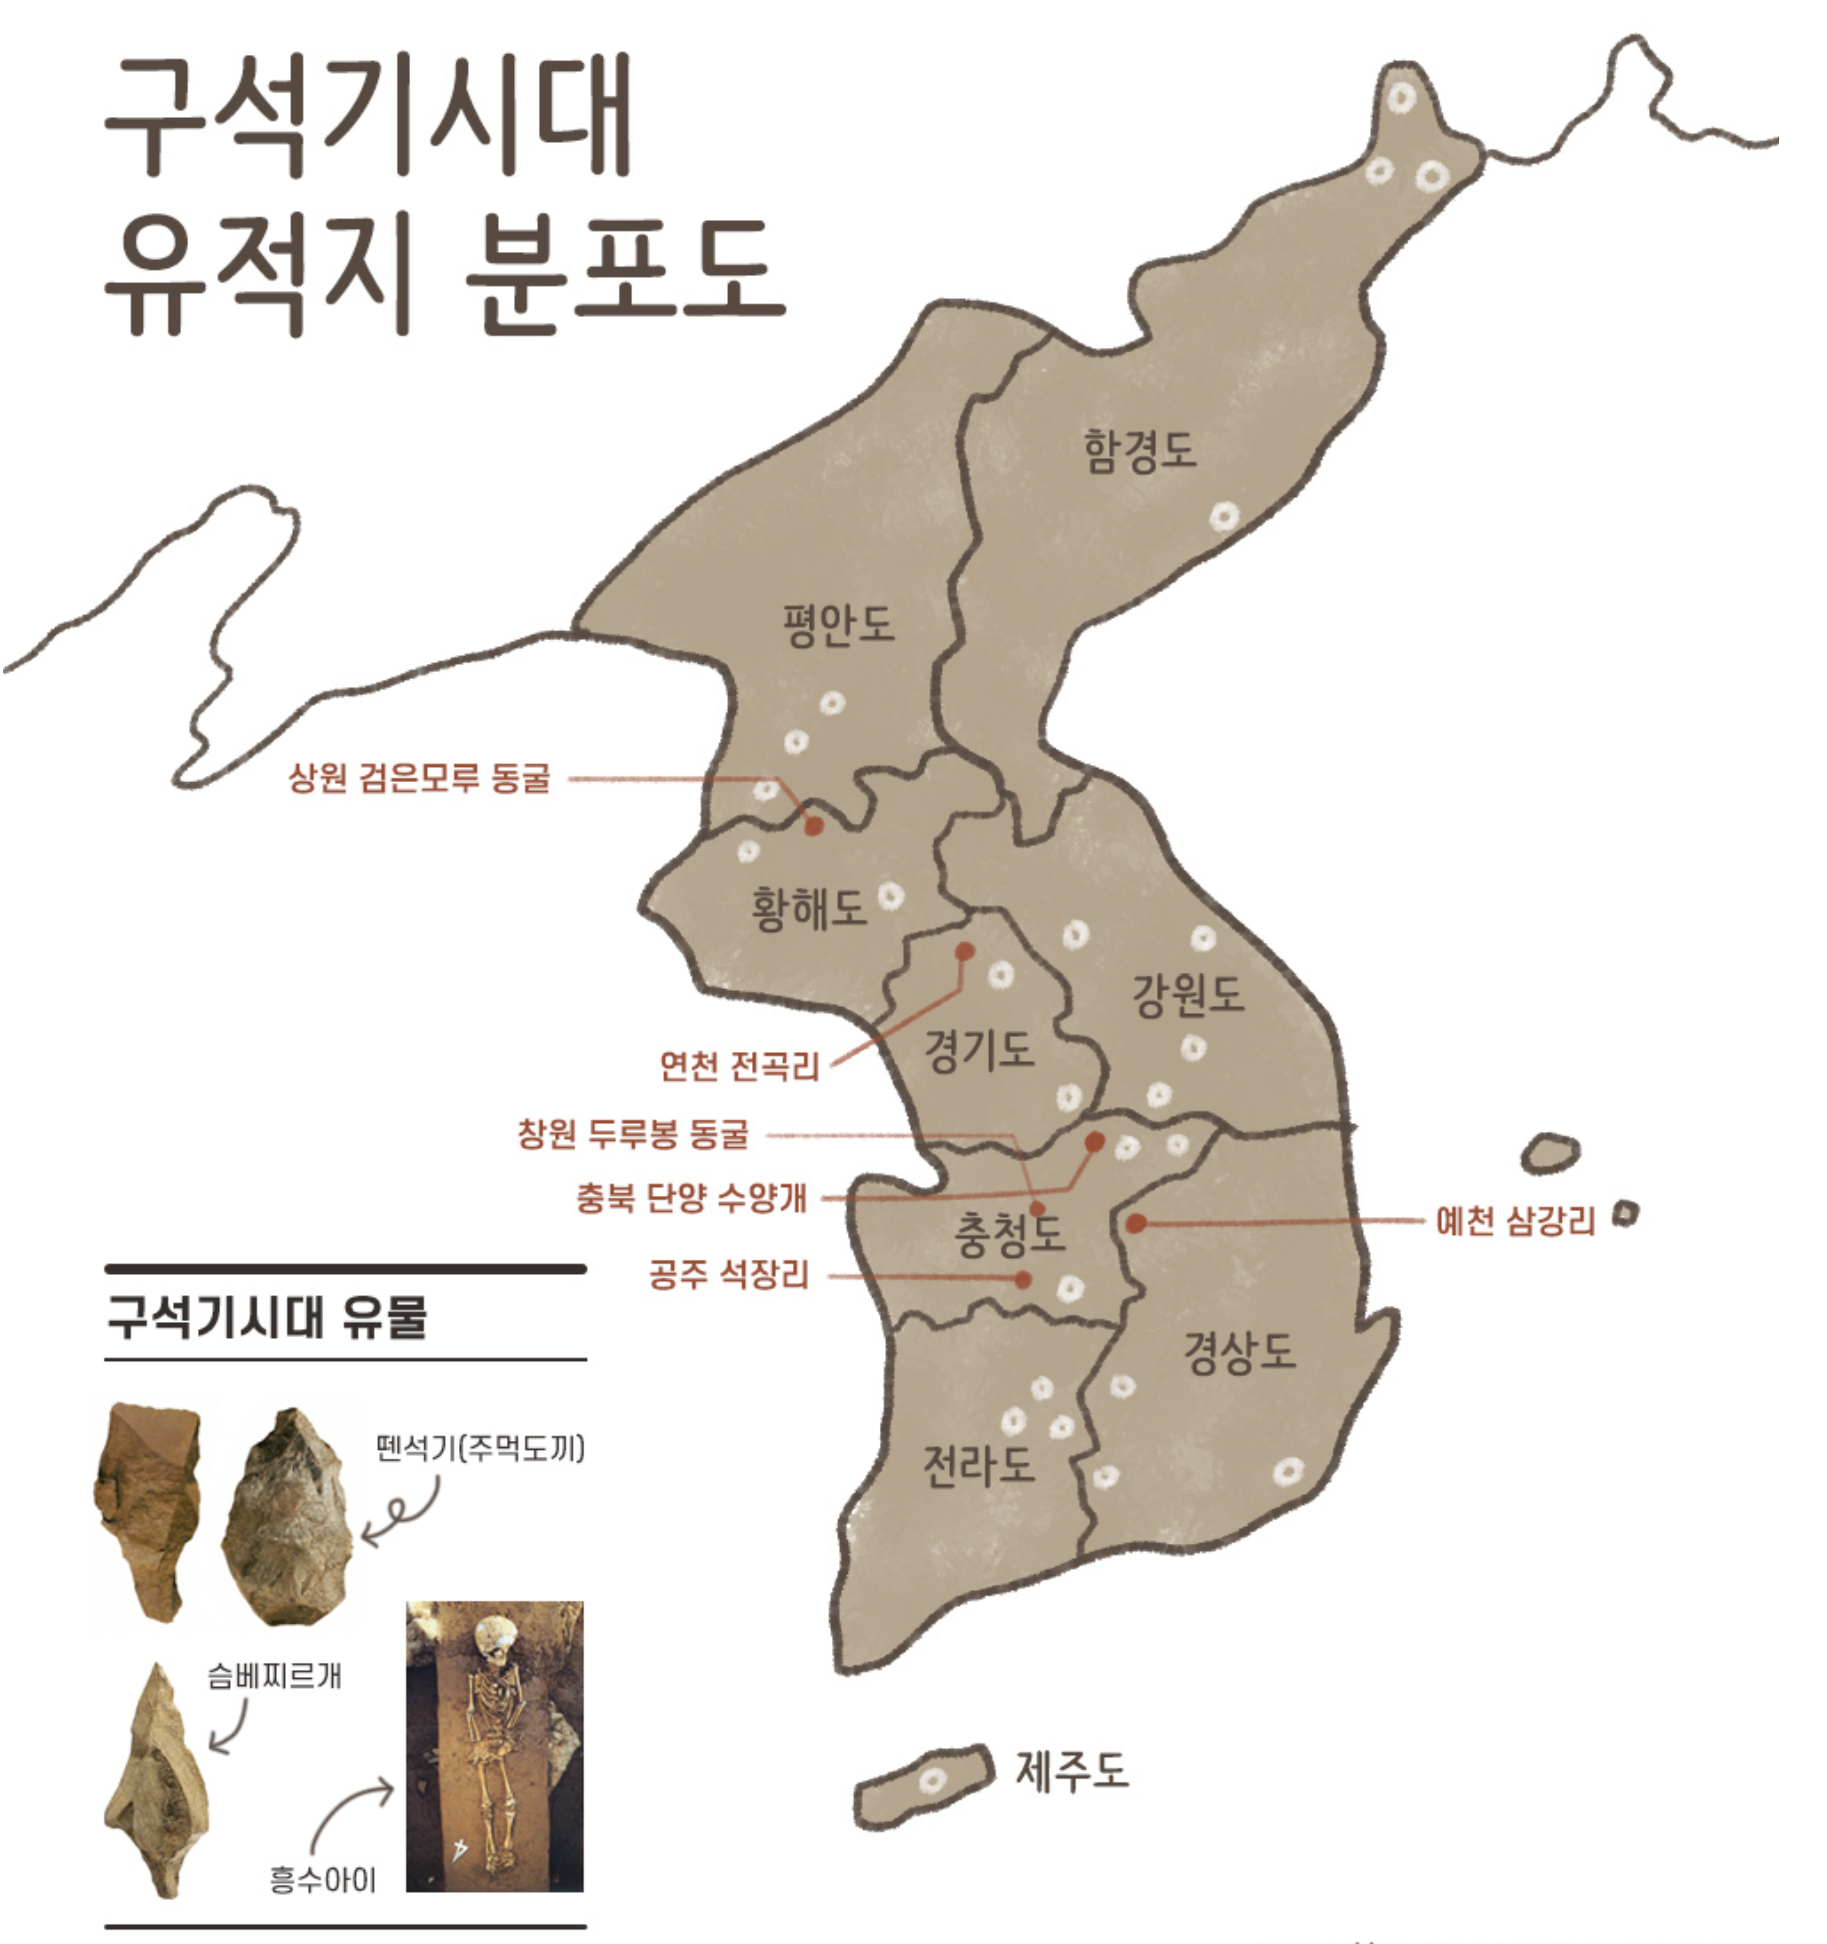 구석기시대
유적지 분포도
함경도
평안도
상원 검은모루 동굴
황해도
강원도
연천 전곡리
경기도
창원 두루봉 동굴
충북 단양 수양개
예천 삼강리
충청도
공주 석장리
경상도
전라도
제주도
구석기시대 유물
뗀석기(주먹도끼)
슴베찌르개
흥수아이